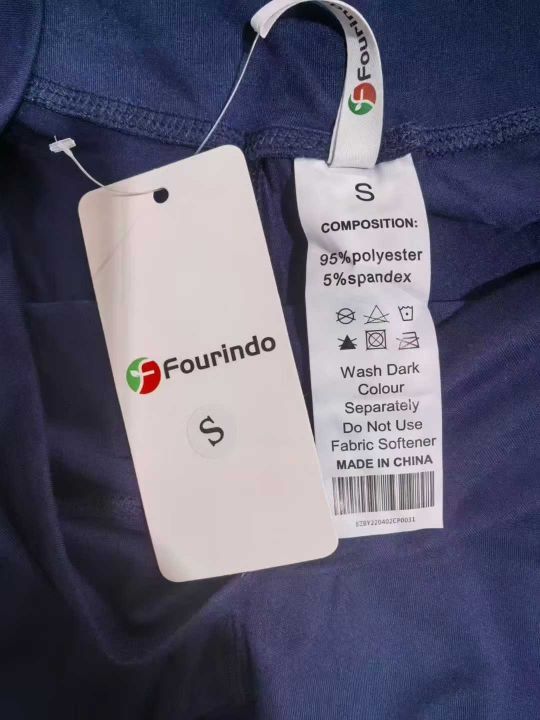 Fourindo
S
Fourindo
S
COMPOSITION:
95%polyester
5%spandex
Wash Dark
Colour
Separately
Do Not Use
Fabric Softener
MADE IN CHINA
SZBY220402CP0031